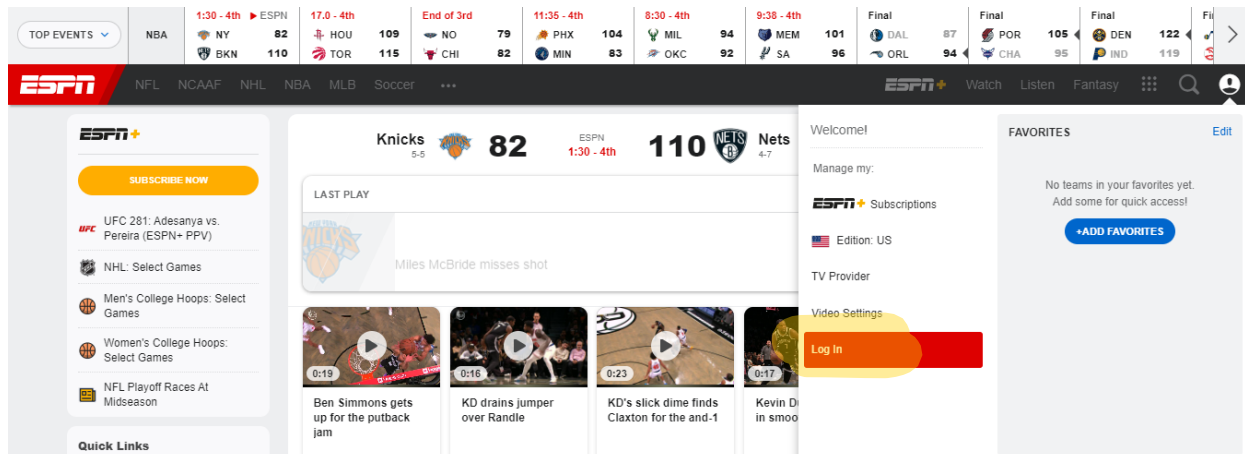 TOP EVENTS
NBA
1:30 - 4th ESPN
NY 82
BKN 110
17.0 - 4th
HOU 109
TOR 115
End of 3rd
NO 79
CHI 82
11:35 - 4th
PHX 104
MIN 83
8:30 - 4th
MIL 94
OKC 92
9:38 - 4th
MEM 101
SA 96
Final
DAL 87
ORL 94
Final
POR 105
CHA 95
Final
DEN 122
IND 119
ESPN NFL NCAAF NHL NBA MLB Soccer ••• ESPN+ Watch Listen Fantasy
ESPN+
SUBSCRIBE NOW
UFC UFC 281: Adesanya vs.
Pereira (ESPN+ PPV)
NHL: Select Games
Men's College Hoops: Select
Games
Women's College Hoops:
Select Games
NFL Playoff Races At
Midseason
Quick Links
Knicks 82
5-5
ESPN
1:30 - 4th
110 NETS Nets
4-7
LAST PLAY
Miles McBride misses shot
0:19
Ben Simmons gets
up for the putback
jam
0:16
KD drains jumper
over Randle
0:23
KD's slick dime finds
Claxton for the and-1
0:17
Kevin D
in smoo
Welcome!
Manage my:
ESPN+ Subscriptions
Edition: US
TV Provider
Video Settings
Log In
FAVORITES Edit
No teams in your favorites yet.
Add some for quick access!
+ADD FAVORITES